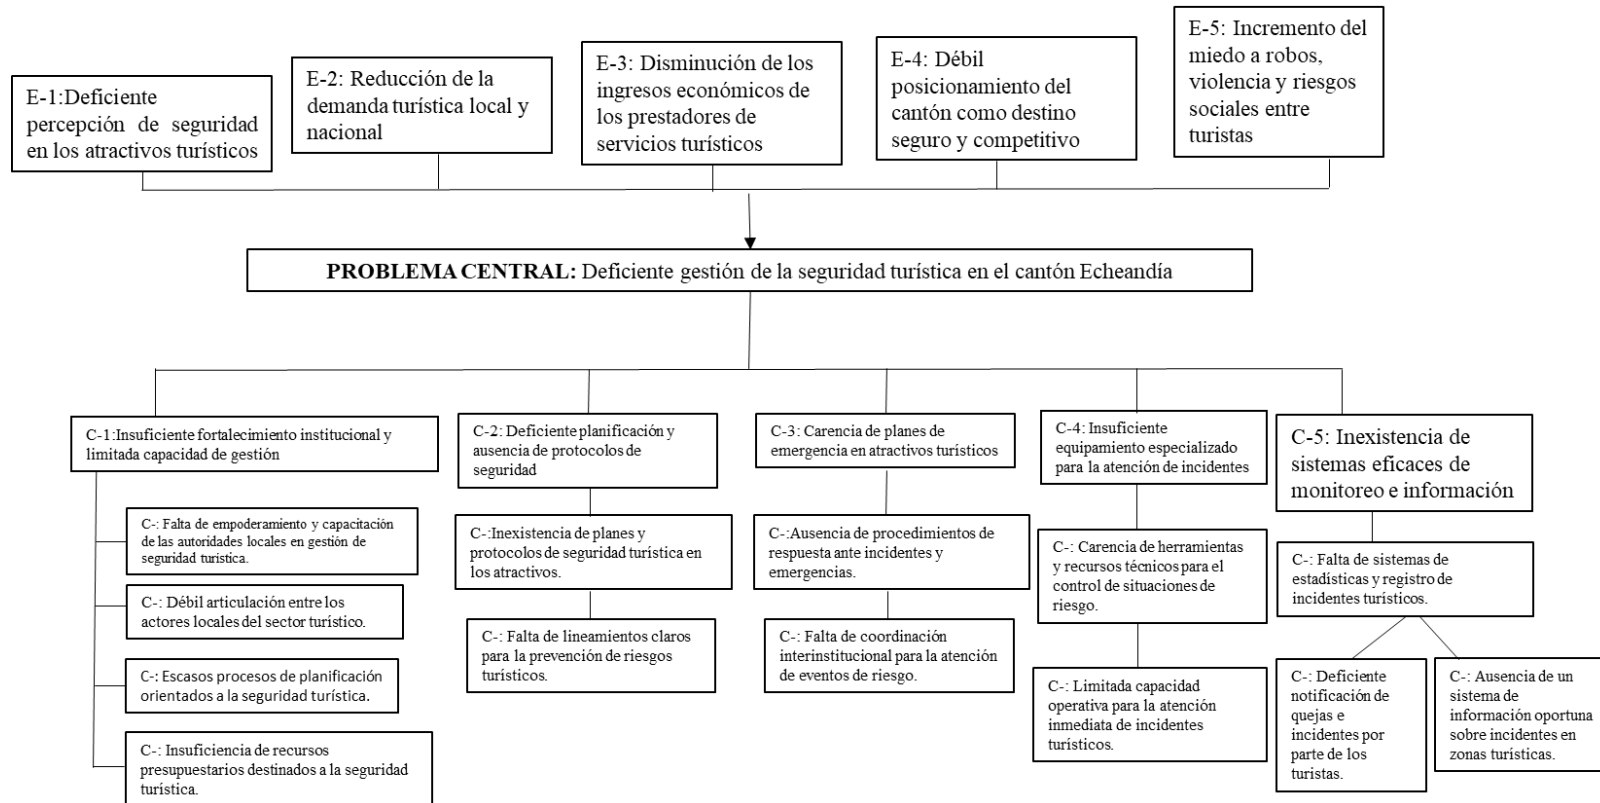 E-1:Deficiente
percepción de seguridad
en los atractivos turísticos
E-2: Reducción de la
demanda turística local y
nacional
E-3: Disminución de los
ingresos económicos de
los prestadores de
servicios turísticos
E-4: Débil
posicionamiento del
cantón como destino
seguro y competitivo
E-5: Incremento del
miedo a robos,
violencia y riesgos
sociales entre
turistas
PROBLEMA CENTRAL: Deficiente gestión de la seguridad turística en el cantón Echeandía
C-1:Insuficiente fortalecimiento institucional y
limitada capacidad de gestión
C-: Falta de empoderamiento y capacitación
de las autoridades locales en gestión de
seguridad turística.
C-: Débil articulación entre los
actores locales del sector turístico.
C-: Escasos procesos de planificación
orientados a la seguridad turística.
C-: Insuficiencia de recursos
presupuestarios destinados a la seguridad
turística.
C-2: Deficiente planificación y
ausencia de protocolos de
seguridad
C-:Inexistencia de planes y
protocolos de seguridad turística en
los atractivos.
C-: Falta de lineamientos claros
para la prevención de riesgos
turísticos.
C-3: Carencia de planes de
emergencia en atractivos turísticos
C-:Ausencia de procedimientos de
respuesta ante incidentes y
emergencias.
C-: Falta de coordinación
interinstitucional para la atención
de eventos de riesgo.
C-4: Insuficiente
equipamiento especializado
para la atención de incidentes
C-: Carencia de herramientas
y recursos técnicos para el
control de situaciones de
riesgo.
C-: Limitada capacidad
operativa para la atención
inmediata de incidentes
turísticos.
C-5: Inexistencia de
sistemas eficaces de
monitoreo e información
C-: Falta de sistemas de
estadísticas y registro de
incidentes turísticos.
C-: Deficiente
notificación de
quejas e
incidentes por
parte de los
turistas.
C-: Ausencia de un
sistema de
información oportuna
sobre incidentes en
zonas turísticas.